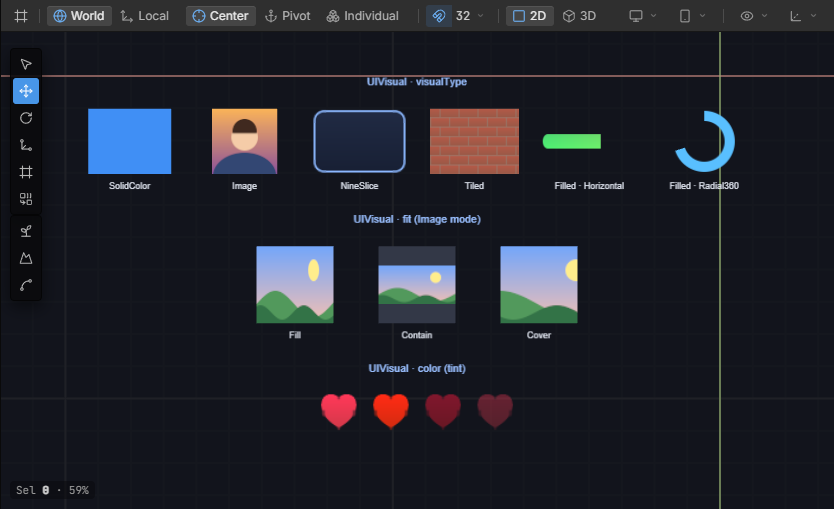 World Local Center Pivot Individual 32 2D 3D
UIVisual · visualType
SolidColor Image NineSlice Tiled Filled · Horizontal Filled · Radial360
UIVisual · fit (Image mode)
Fill Contain Cover
UIVisual · color (tint)
Sel 0 · 59%